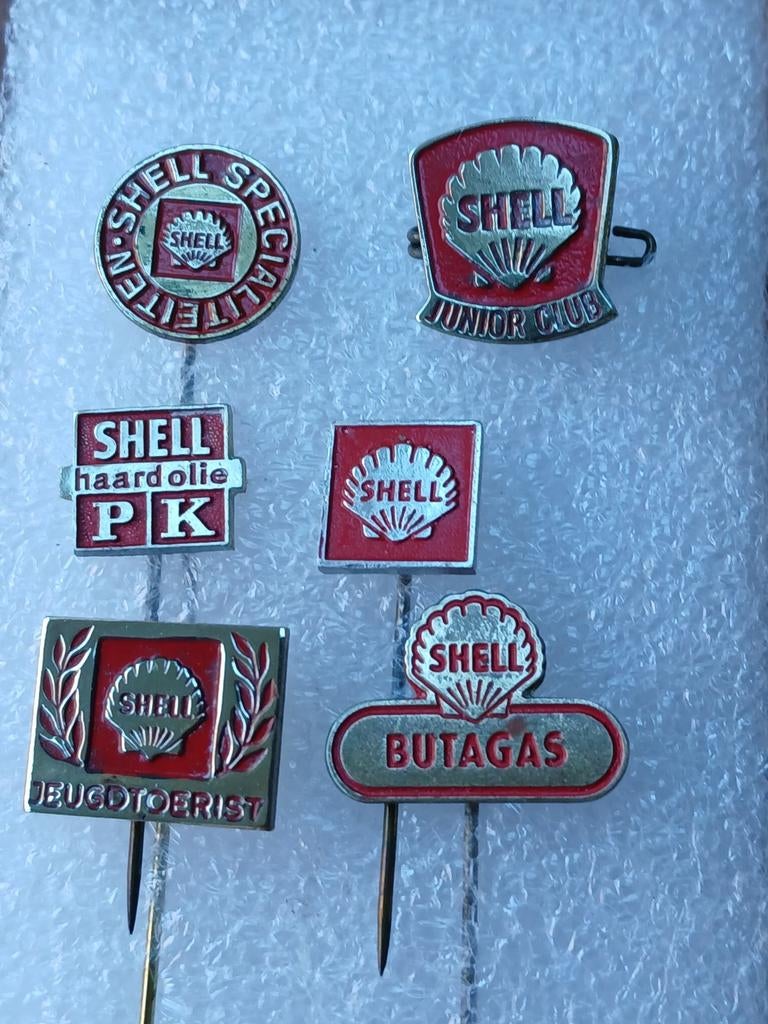 SHELL SPECIALITEITEN
SHELL
SHELL
JUNIOR CLUB
SHELL
haard olie
PK
SHELL
SHELL
JEUGDTOERIST
SHELL
BUTAGAS